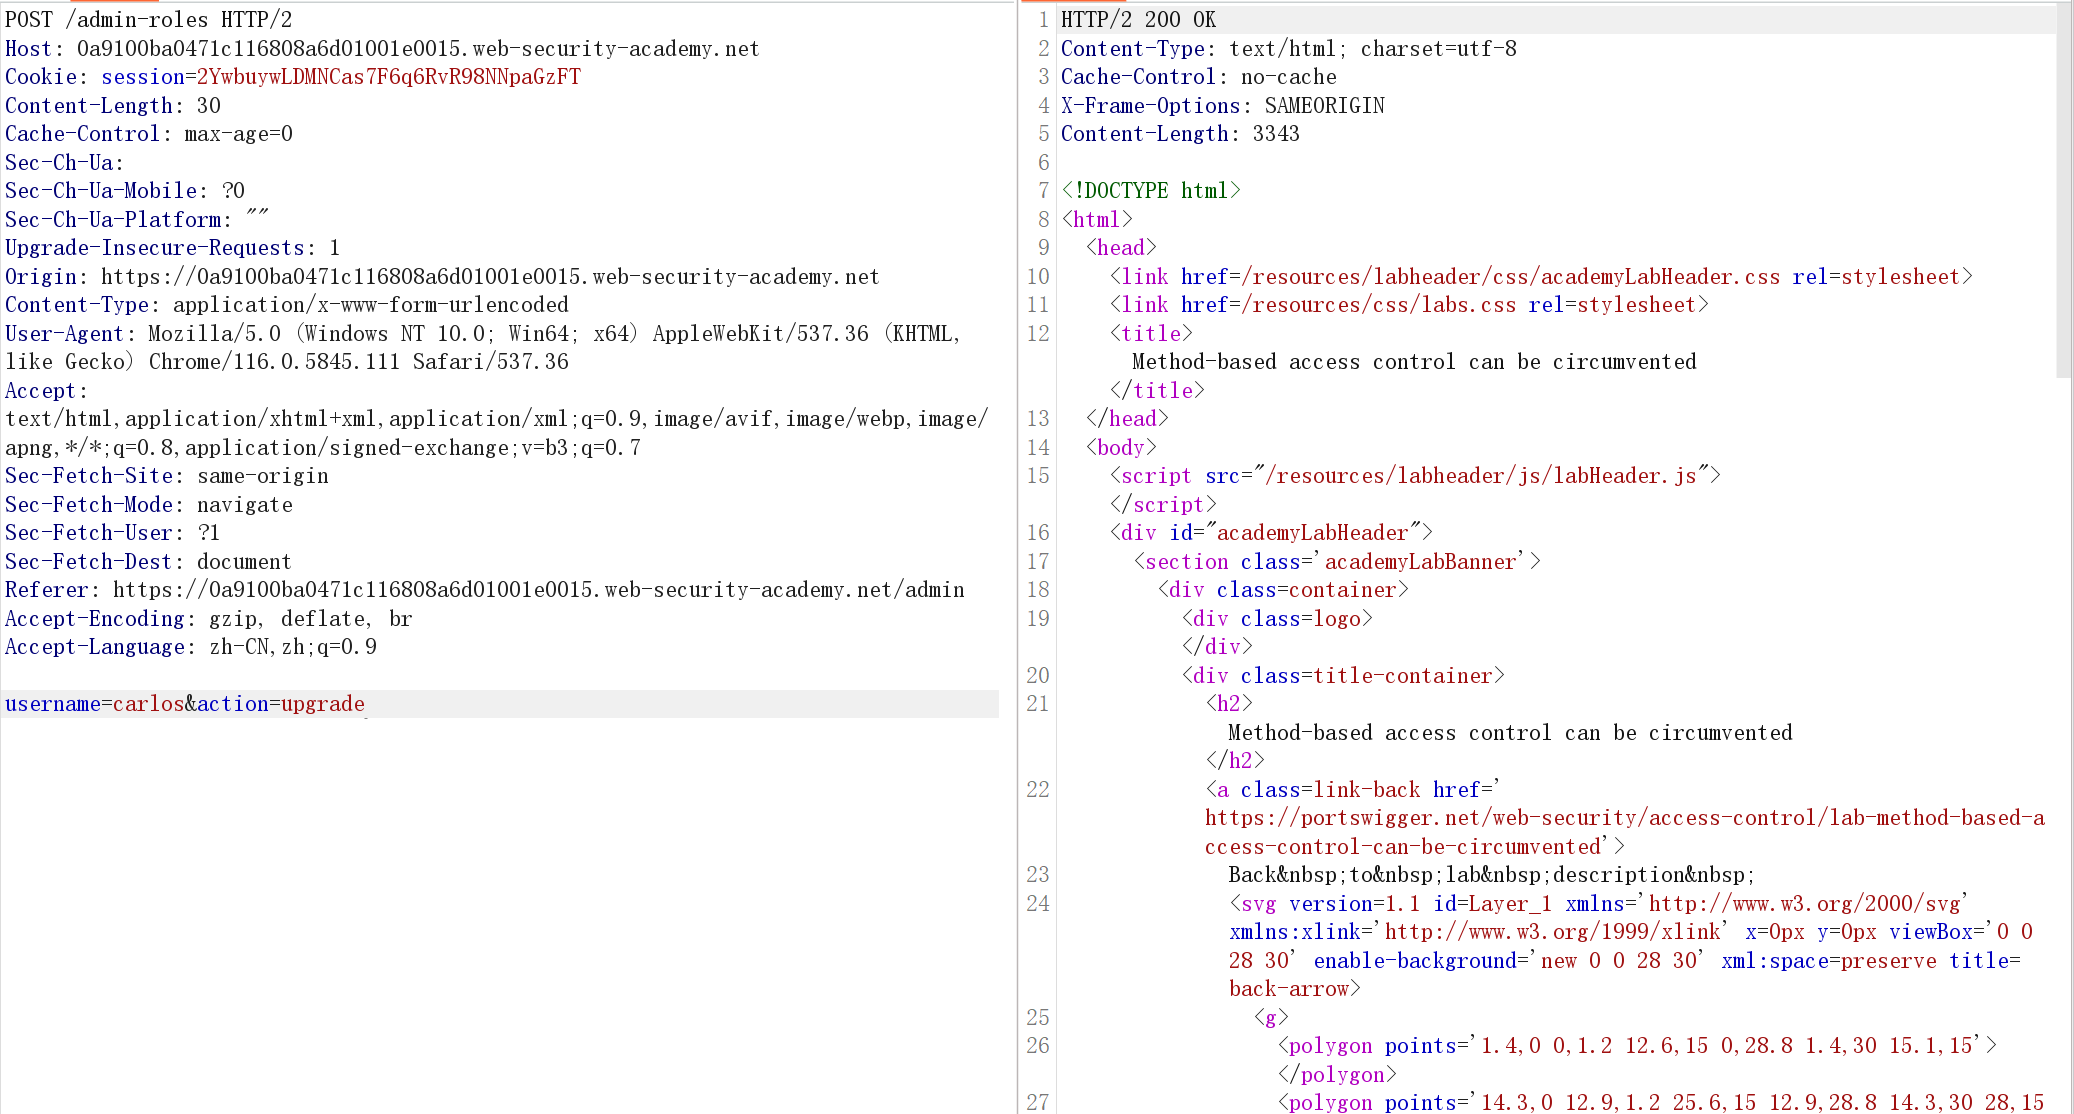 POST /admin-roles HTTP/2
Host: 0a9100ba0471c116808a6d01001e0015.web-security-academy.net
Cookie: session=2YwbuywLDMNCas7F6q6RvR98NNpaGzFT
Content-Length: 30
Cache-Control: max-age=0
Sec-Ch-Ua:
Sec-Ch-Ua-Mobile: ?0
Sec-Ch-Ua-Platform: ""
Upgrade-Insecure-Requests: 1
Origin: https://0a9100ba0471c116808a6d01001e0015.web-security-academy.net
Content-Type: application/x-www-form-urlencoded
User-Agent: Mozilla/5.0 (Windows NT 10.0; Win64; x64) AppleWebKit/537.36 (KHTML,
like Gecko) Chrome/116.0.5845.111 Safari/537.36
Accept:
text/html,application/xhtml+xml,application/xml;q=0.9,image/avif,image/webp,image/
apng,*/*;q=0.8,application/signed-exchange;v=b3;q=0.7
Sec-Fetch-Site: same-origin
Sec-Fetch-Mode: navigate
Sec-Fetch-User: ?1
Sec-Fetch-Dest: document
Referer: https://0a9100ba0471c116808a6d01001e0015.web-security-academy.net/admin
Accept-Encoding: gzip, deflate, br
Accept-Language: zh-CN,zh;q=0.9

username=carlos&action=upgrade
1 HTTP/2 200 OK
2 Content-Type: text/html; charset=utf-8
3 Cache-Control: no-cache
4 X-Frame-Options: SAMEORIGIN
5 Content-Length: 3343
6
7 <!DOCTYPE html>
8 <html>
9 <head>
10 <link href=/resources/labheader/css/academyLabHeader.css rel=stylesheet>
11 <link href=/resources/css/labs.css rel=stylesheet>
12 <title>
Method-based access control can be circumvented
</title>
13 </head>
14 <body>
15 <script src="/resources/labheader/js/labHeader.js">
</script>
16 <div id="academyLabHeader">
17 <section class='academyLabBanner'>
18 <div class=container>
19 <div class=logo>
</div>
20 <div class=title-container>
21 <h2>
Method-based access control can be circumvented
</h2>
22 <a class=link-back href='
https://portswigger.net/web-security/access-control/lab-method-based-a
ccess-control-can-be-circumvented'>
23 Back&nbsp;to&nbsp;lab&nbsp;description&nbsp;
24 <svg version=1.1 id=Layer_1 xmlns='http://www.w3.org/2000/svg'
xmlns:xlink='http://www.w3.org/1999/xlink' x=0px y=0px viewBox='0 0
28 30' enable-background='new 0 0 28 30' xml:space=preserve title=
back-arrow>
25 <g>
26 <polygon points='1.4,0 0,1.2 12.6,15 0,28.8 1.4,30 15.1,15'>
</polygon>
27 <polygon points='14.3,0 12.9,1.2 25.6,15 12.9,28.8 14.3,30 28,15